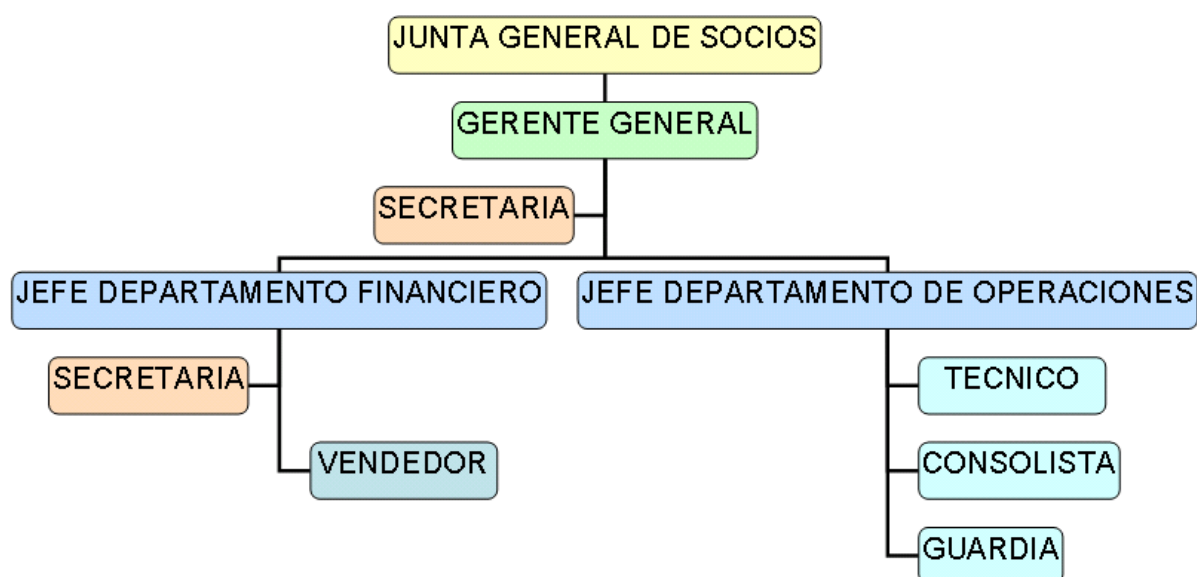 JUNTA GENERAL DE SOCIOS
GERENTE GENERAL
SECRETARIA
JEFE DEPARTAMENTO FINANCIERO
JEFE DEPARTAMENTO DE OPERACIONES
SECRETARIA
TECNICO
VENDEDOR
CONSOLISTA
GUARDIA